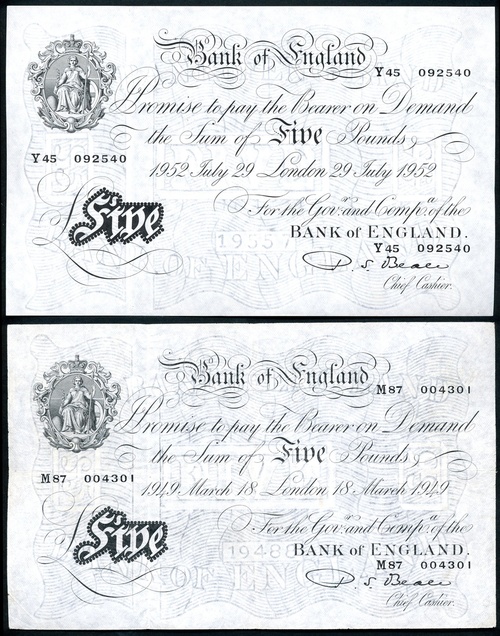 Bank of England
Y45 092540
I Promise to pay the Bearer on Demand
the Sum of Five Pounds
Y45 092540
1952 July 29 London 29 July 1952
For the Govr. and Compa. of the
BANK of ENGLAND.
£Five
Y45 092540
P. S. Beale
Chief Cashier.
Bank of England
M87 004301
I Promise to pay the Bearer on Demand
the Sum of Five Pounds
M87 004301
1949 March 18 London 18 March 1949
For the Govr. and Compa. of the
BANK of ENGLAND.
£Five
M87 004301
P. S. Beale
Chief Cashier.